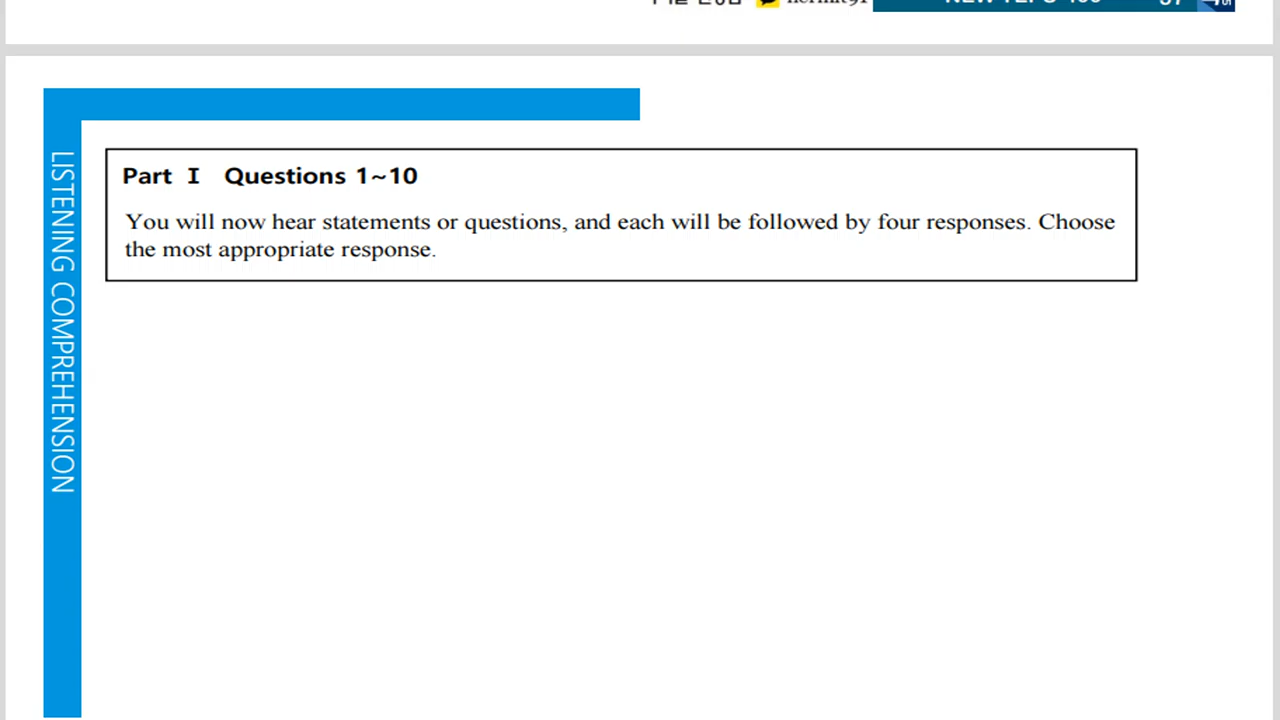 LISTENING COMPREHENSION
Part I Questions 1~10
You will now hear statements or questions, and each will be followed by four responses. Choose
the most appropriate response.